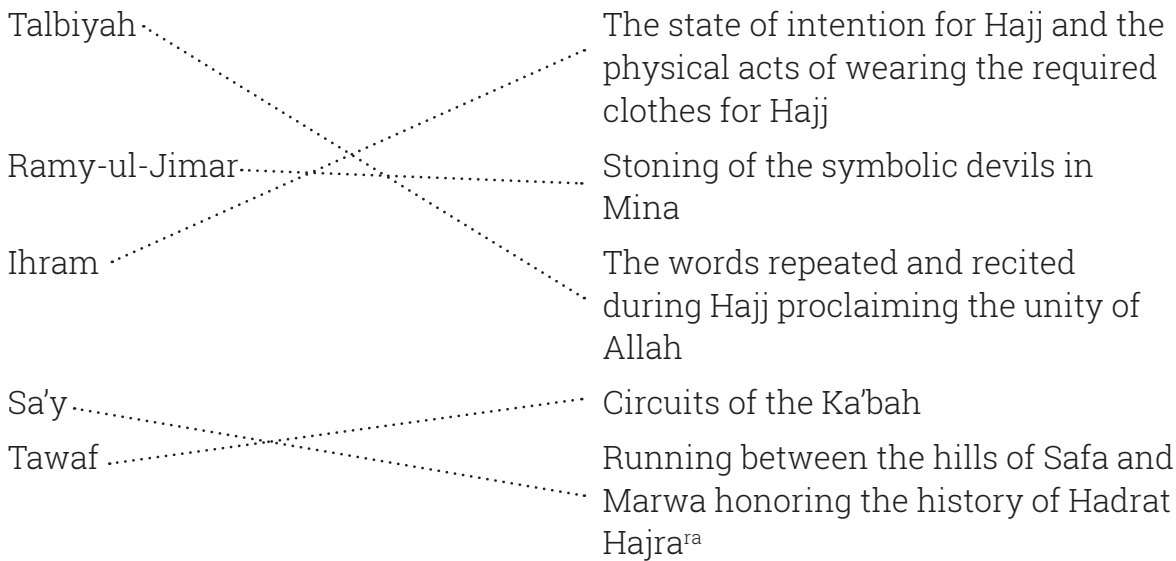 Talbiyah
The state of intention for Hajj and the
physical acts of wearing the required
clothes for Hajj
Ramy-ul-Jimar
Stoning of the symbolic devils in
Mina
Ihram
The words repeated and recited
during Hajj proclaiming the unity of
Allah
Sa’y
Circuits of the Ka’bah
Tawaf
Running between the hills of Safa and
Marwa honoring the history of Hadrat
Hajraʳᵃ